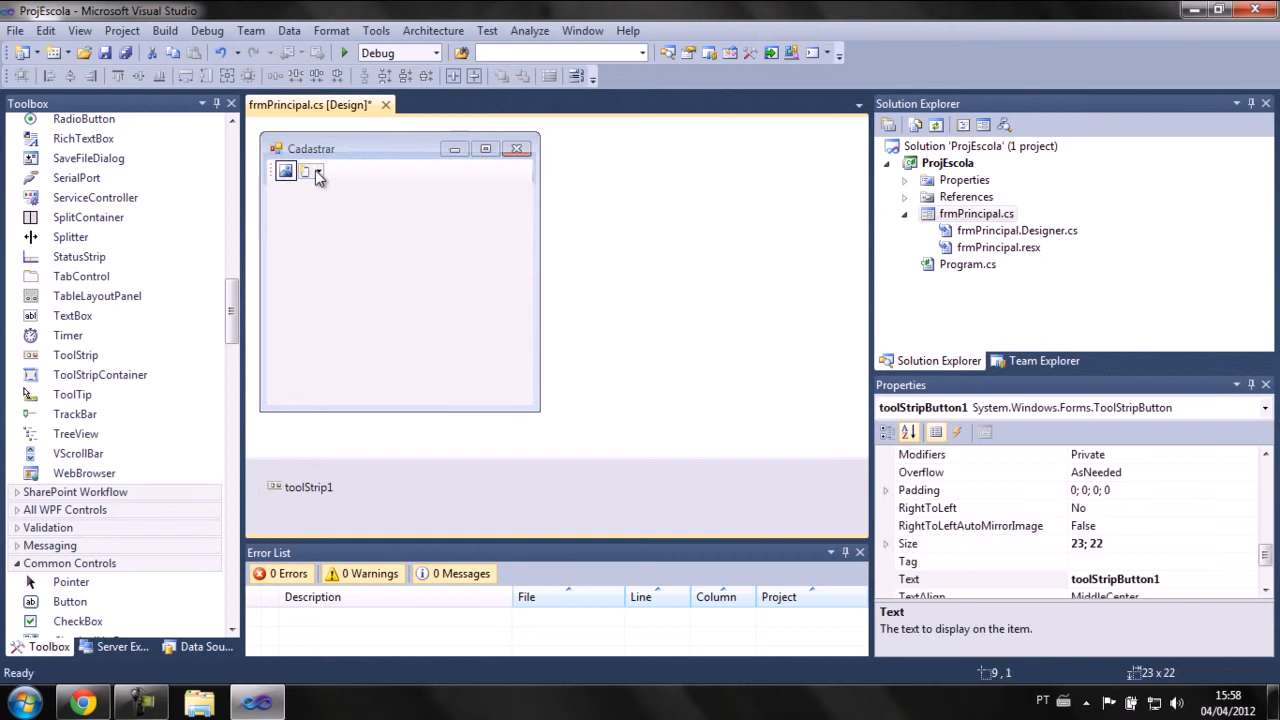 ProjEscola - Microsoft Visual Studio
File Edit View Project Build Debug Team Data Format Tools Architecture Test Analyze Window Help
Debug
Toolbox
RadioButton
RichTextBox
SaveFileDialog
SerialPort
ServiceController
SplitContainer
Splitter
StatusStrip
TabControl
TableLayoutPanel
TextBox
Timer
ToolStrip
ToolStripContainer
ToolTip
TrackBar
TreeView
VScrollBar
WebBrowser
SharePoint Workflow
All WPF Controls
Validation
Messaging
Common Controls
Pointer
Button
CheckBox
Toolbox Server Ex... Data Sou...
frmPrincipal.cs [Design]*
Cadastrar
toolStrip1
Error List
0 Errors 0 Warnings 0 Messages
Description File Line Column Project
Solution Explorer
Solution 'ProjEscola' (1 project)
ProjEscola
Properties
References
frmPrincipal.cs
frmPrincipal.Designer.cs
frmPrincipal.resx
Program.cs
Solution Explorer Team Explorer
Properties
toolStripButton1 System.Windows.Forms.ToolStripButton
Modifiers Private
Overflow AsNeeded
Padding 0; 0; 0; 0
RightToLeft No
RightToLeftAutoMirrorImage False
Size 23; 22
Tag
Text toolStripButton1
TextAlign MiddleCenter
Text
The text to display on the item.
Ready 9 , 1 23 x 22
PT 15:58
04/04/2012